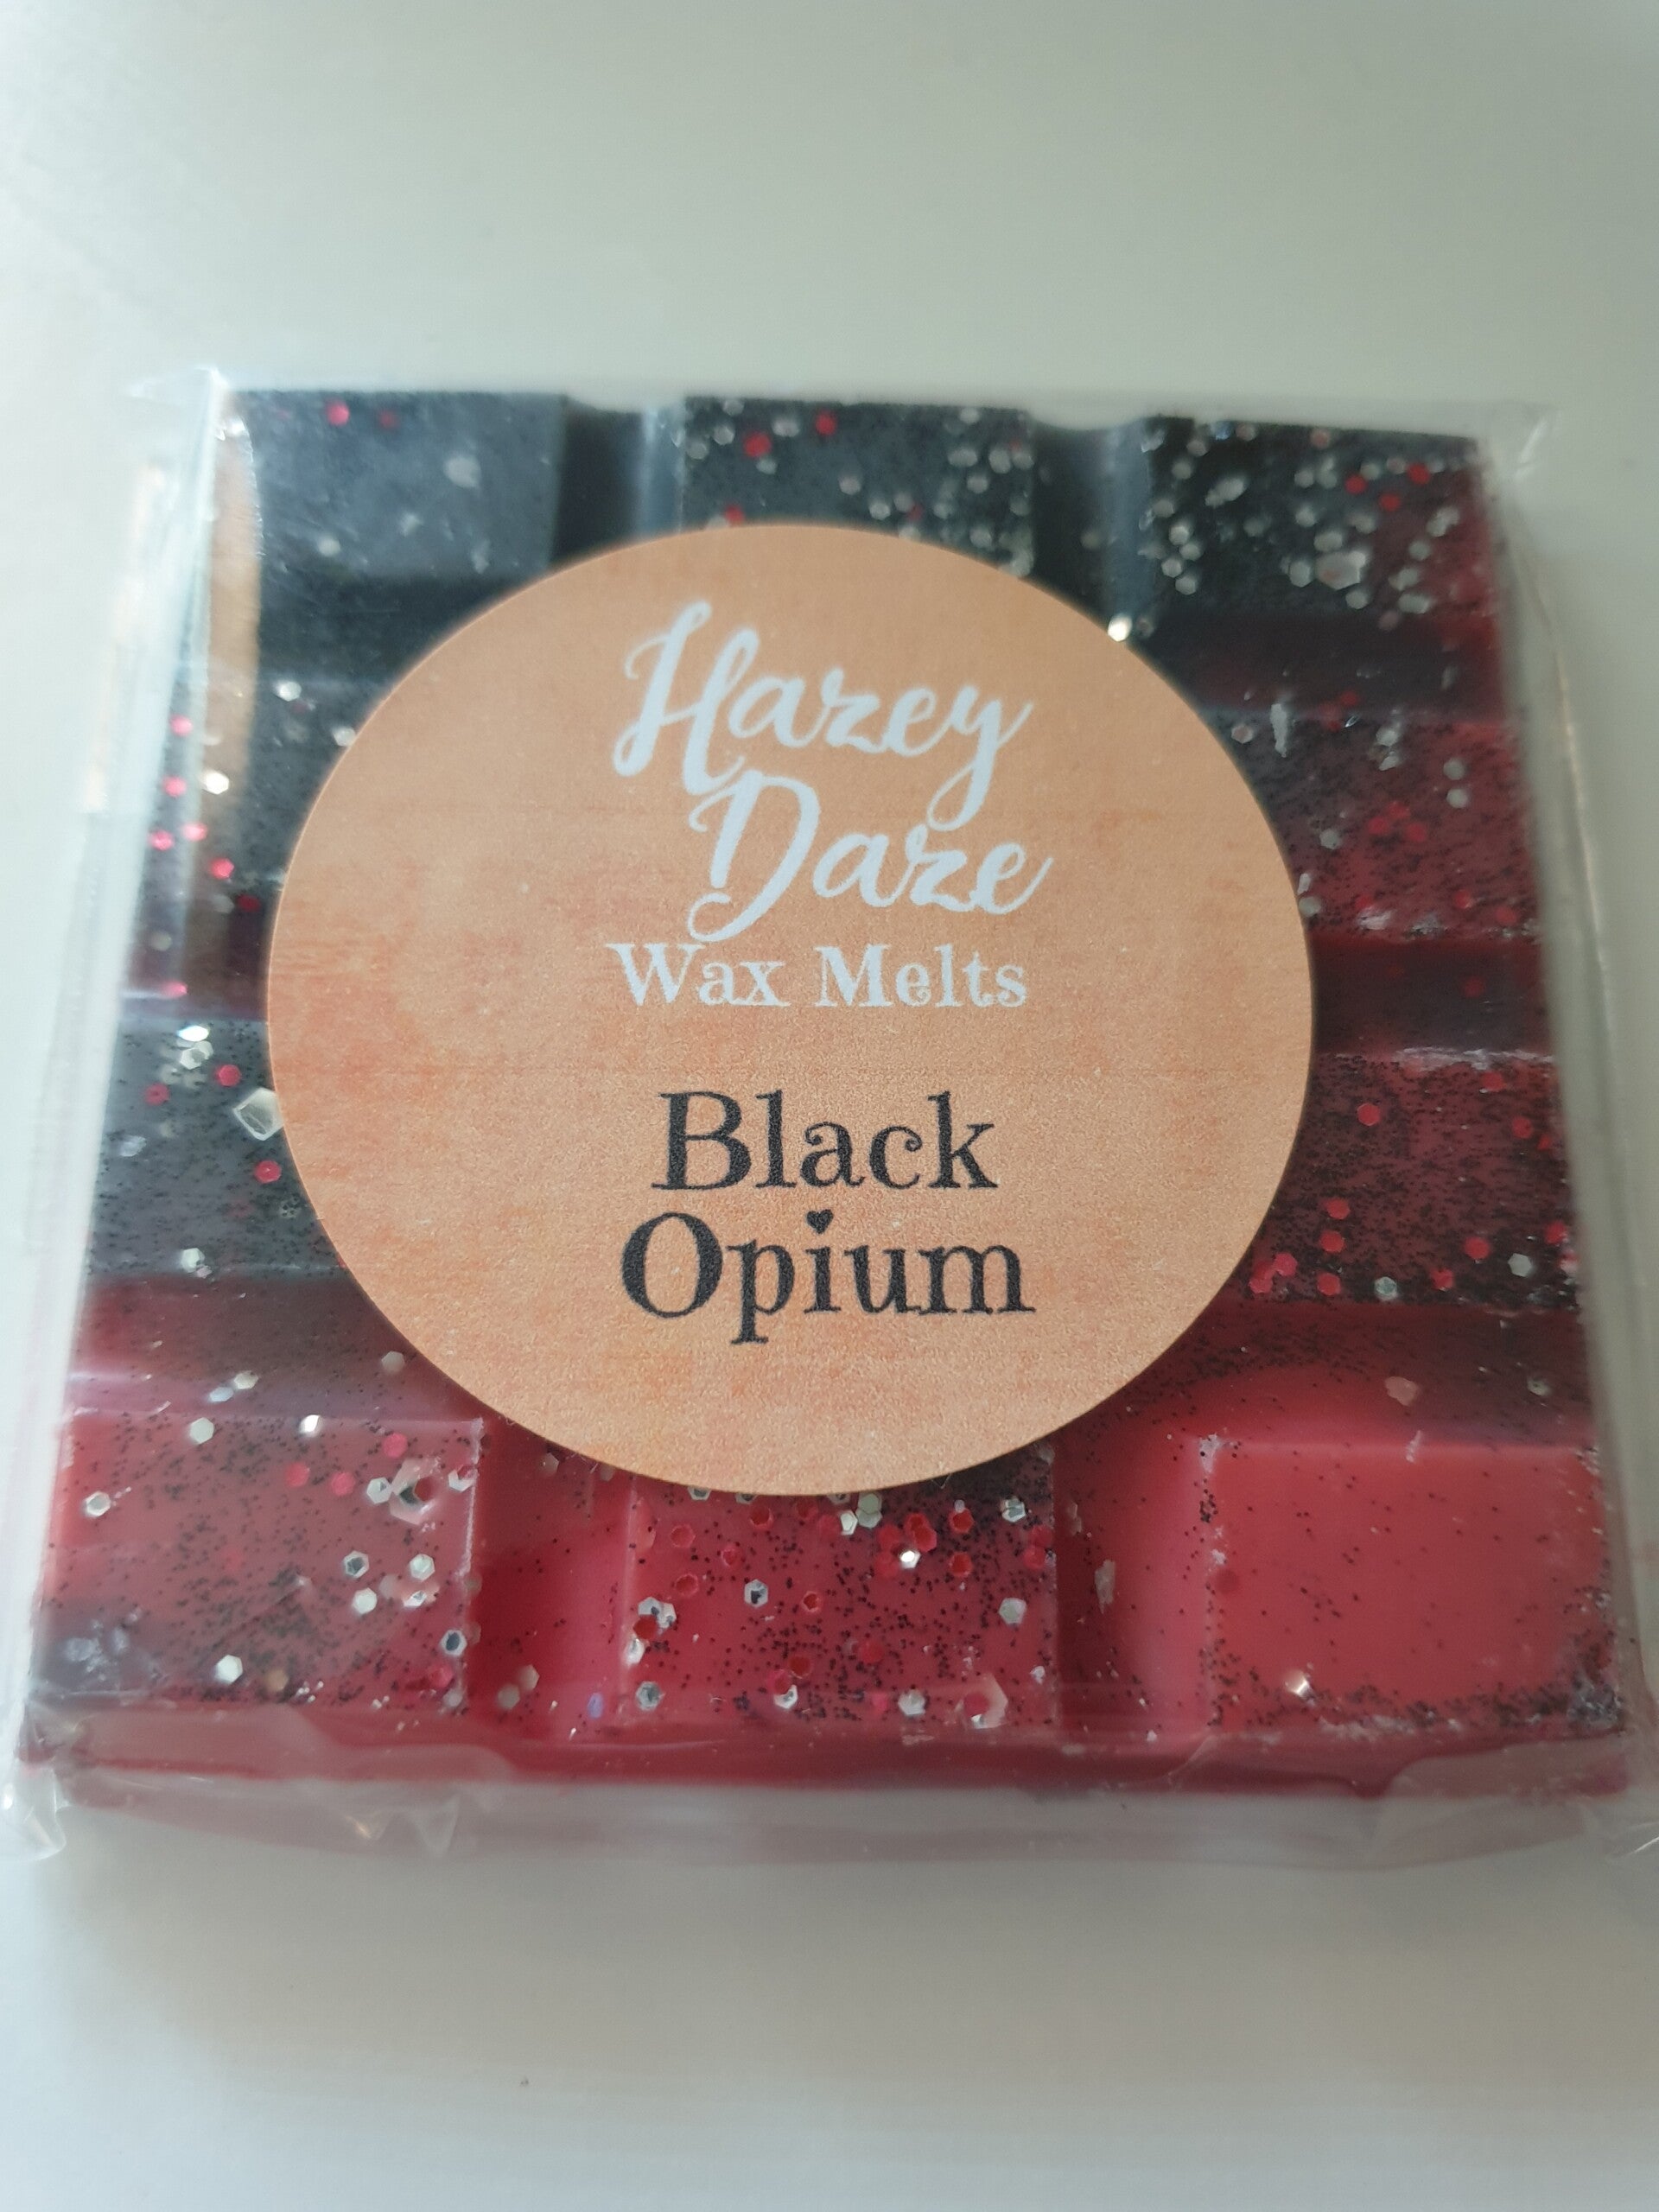 Hazey
Daze
Wax Melts
Black
Opium